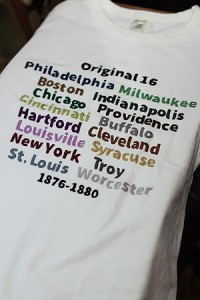 Original 16
Philadelphia Milwaukee
Boston Indianapolis
Chicago Providence
Cincinnati Buffalo
Hartford Cleveland
Louisville Syracuse
New York Troy
St. Louis Worcester
1876-1880